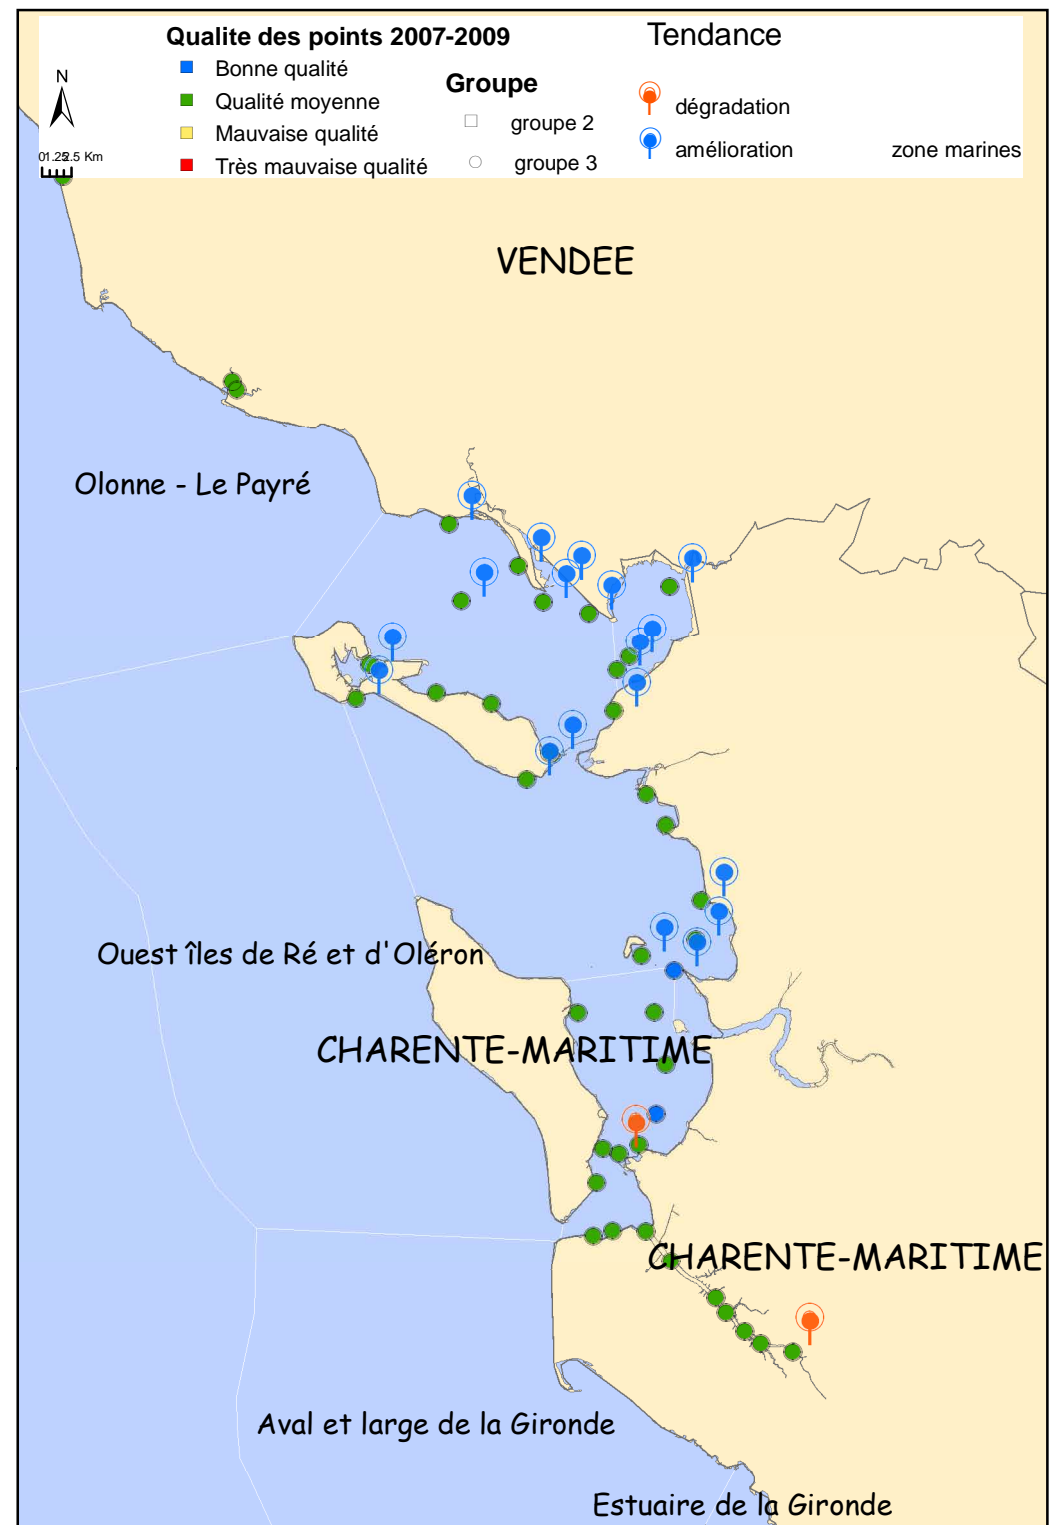 Qualite des points 2007-2009
Bonne qualité
Qualité moyenne
Mauvaise qualité
Très mauvaise qualité
Groupe
groupe 2
groupe 3
Tendance
dégradation
amélioration
zone marines
N
Km
VENDEE
Olonne - Le Payré
Ouest îles de Ré et d'Oléron
CHARENTE-MARITIME
CHARENTE-MARITIME
Aval et large de la Gironde
Estuaire de la Gironde